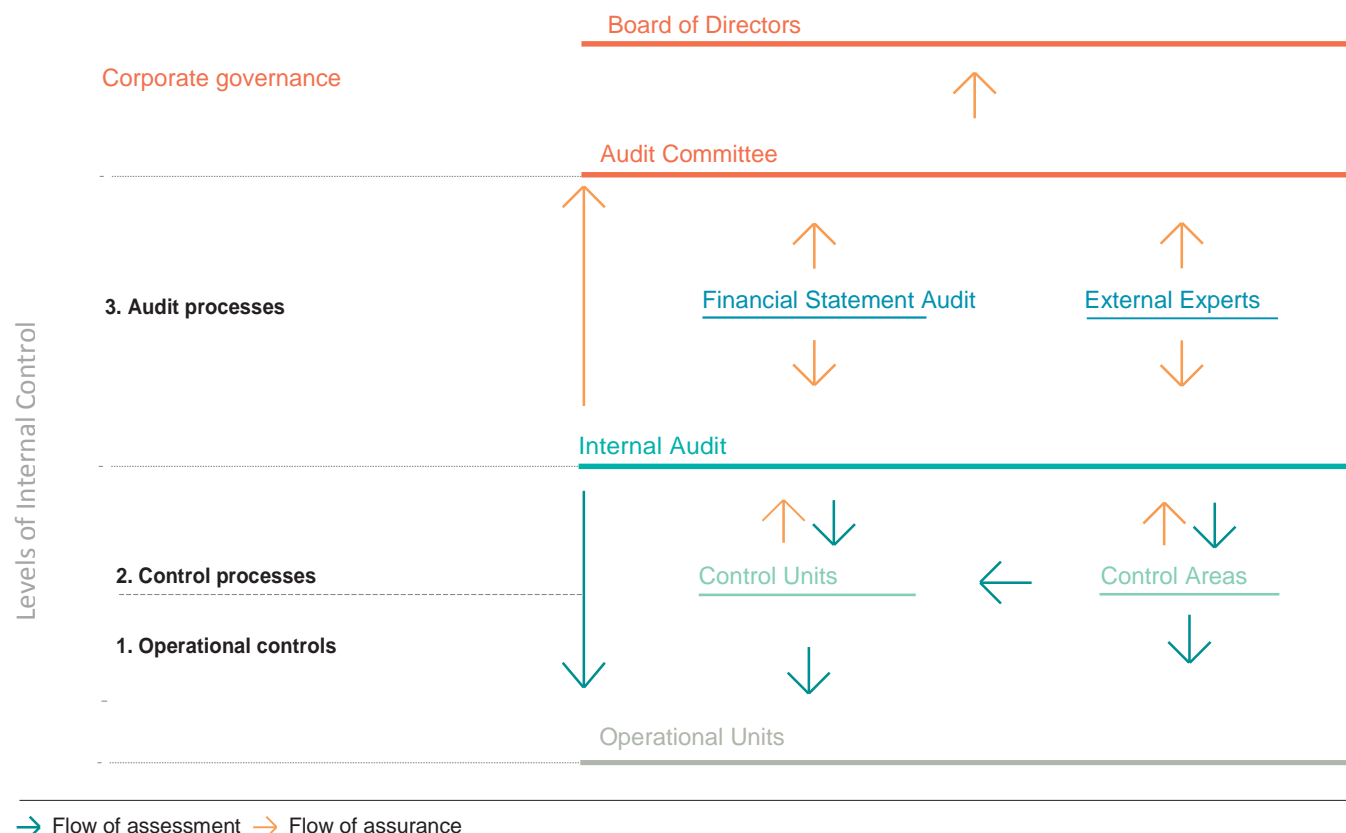 Board of Directors
Corporate governance
Audit Committee
3. Audit processes
Financial Statement Audit
External Experts
Levels of Internal Control
Internal Audit
2. Control processes
Control Units
Control Areas
1. Operational controls
Operational Units
Flow of assessment
Flow of assurance